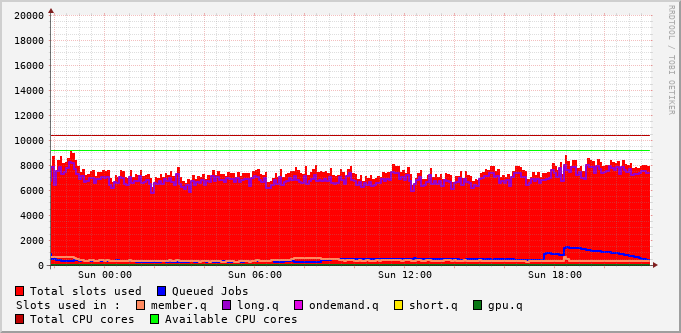 20000
18000
16000
14000
12000
10000
8000
6000
4000
2000
0
Sun 00:00 Sun 06:00 Sun 12:00 Sun 18:00
RRDTOOL / TOBI OETIKER
Total slots used Queued Jobs
Slots used in : member.q long.q ondemand.q short.q gpu.q
Total CPU cores Available CPU cores